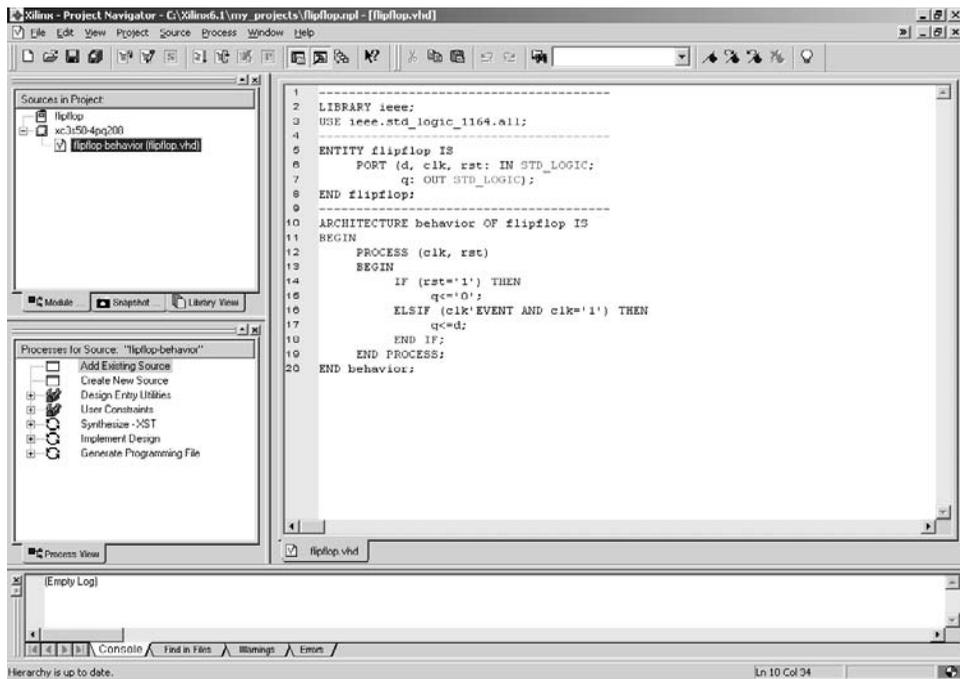 Xilinx - Project Navigator - C:\Xilinx6.1\my_projects\flipflop.npl - [flipflop.vhd]
File Edit View Project Source Process Window Help
Sources in Project:
flipflop
xc3s50-4pq208
flipflop-behavior (flipflop.vhd)
Module ... Snapshot ... Library View
Processes for Source: "flipflop-behavior"
Add Existing Source
Create New Source
Design Entry Utilities
User Constraints
Synthesize - XST
Implement Design
Generate Programming File
Process View
1 ----------------------------------------
2 LIBRARY ieee;
3 USE ieee.std_logic_1164.all;
4 ----------------------------------------
5 ENTITY flipflop IS
6 PORT (d, clk, rst: IN STD_LOGIC;
7 q: OUT STD_LOGIC);
8 END flipflop;
9 ----------------------------------------
10 ARCHITECTURE behavior OF flipflop IS
11 BEGIN
12 PROCESS (clk, rst)
13 BEGIN
14 IF (rst='1') THEN
15 q<='0';
16 ELSIF (clk'EVENT AND clk='1') THEN
17 q<=d;
18 END IF;
19 END PROCESS;
20 END behavior;
flipflop.vhd
(Empty Log)
Console Find in Files Warnings Errors
Hierarchy is up to date.
Ln 10 Col 34